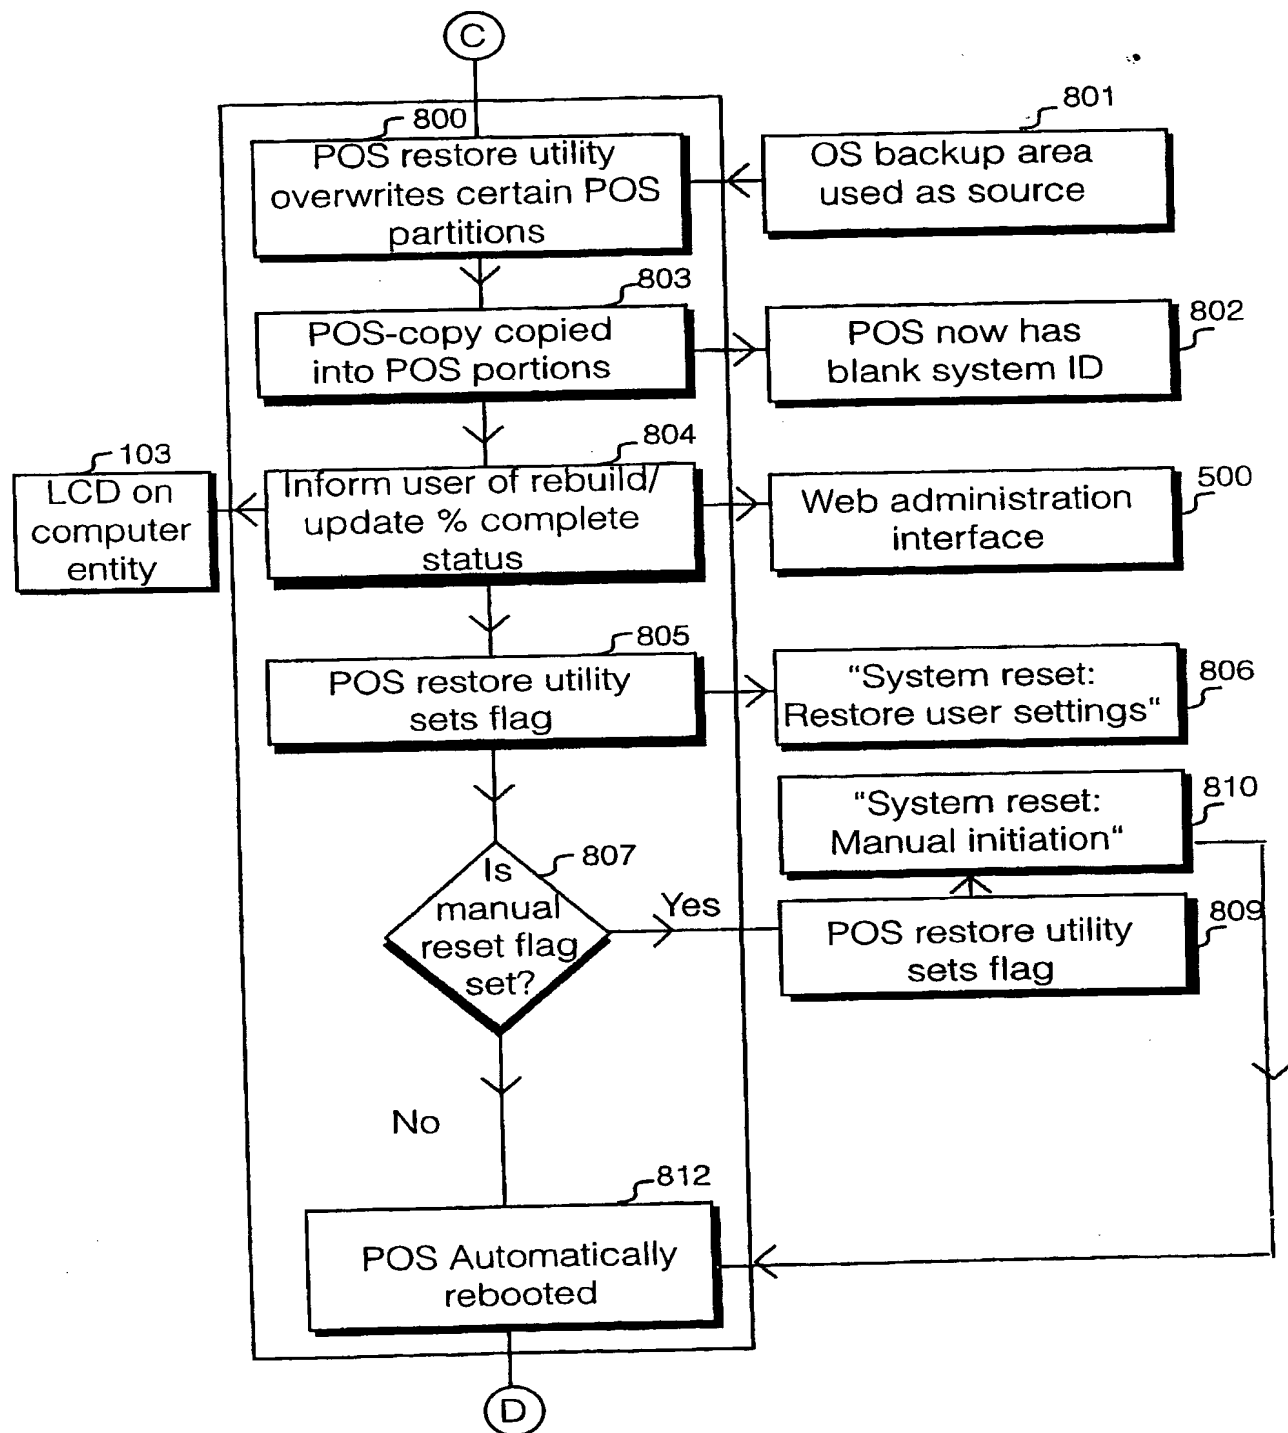 C
800
POS restore utility
overwrites certain POS
partitions
801
OS backup area
used as source
803
POS-copy copied
into POS portions
802
POS now has
blank system ID
103
LCD on
computer
entity
804
Inform user of rebuild/
update % complete
status
500
Web administration
interface
805
POS restore utility
sets flag
806
“System reset:
Restore user settings“
810
“System reset:
Manual initiation“
807
Is
manual
reset flag
set?
Yes
809
POS restore utility
sets flag
No
812
POS Automatically
rebooted
D